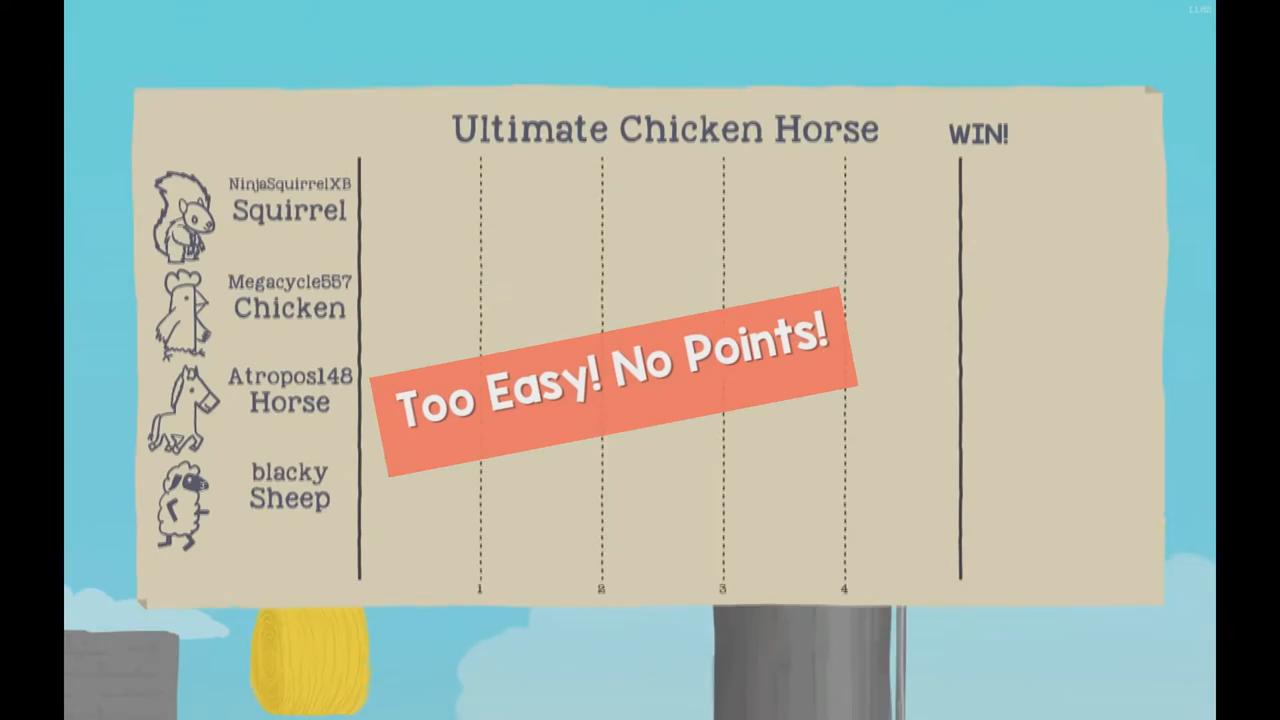 Ultimate Chicken Horse
WIN!
NinjaSquirrelXB
Squirrel
Megacycle557
Chicken
Atropos148
Horse
blacky
Sheep
Too Easy! No Points!
1 2 3 4